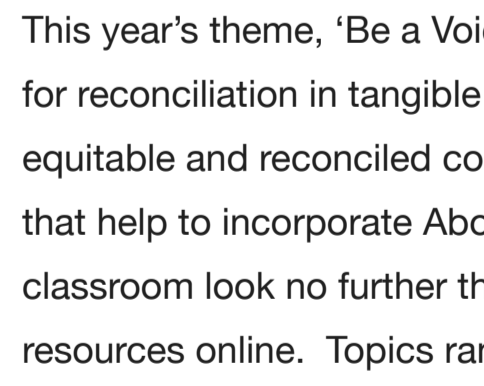 This year’s theme, ‘Be a
for reconciliation in tangible
equitable and reconciled
that help to incorporate
classroom look no further
resources online.  Topics